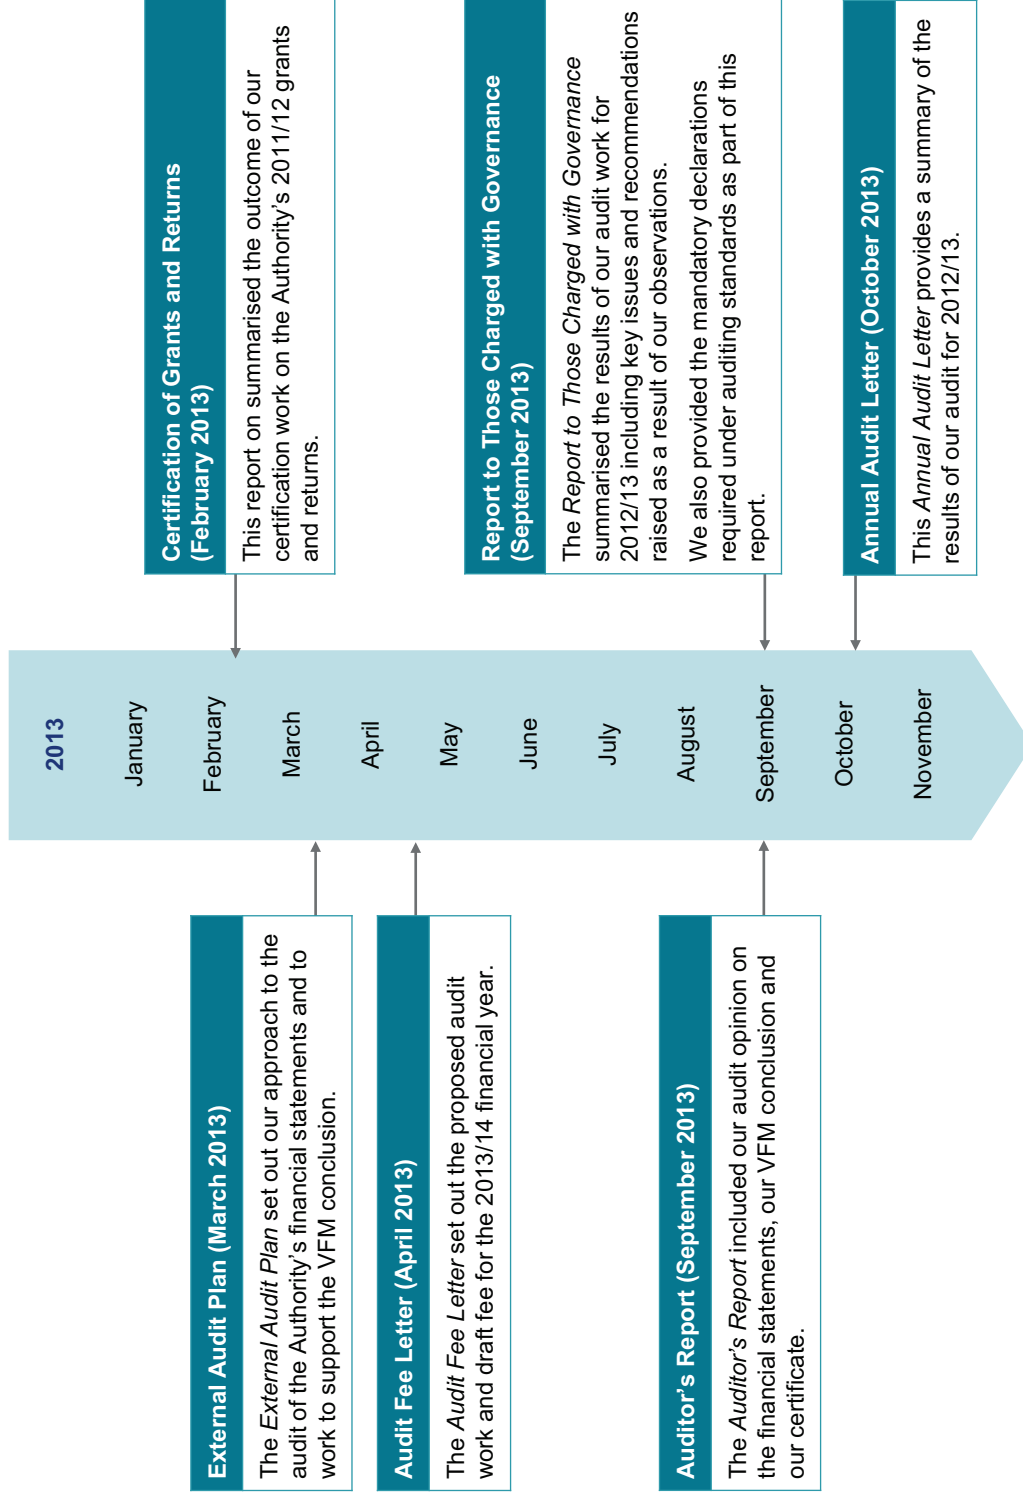 External Audit Plan (March 2013)
The External Audit Plan set out our approach to the
audit of the Authority’s financial statements and to
work to support the VFM conclusion.
Audit Fee Letter (April 2013)
The Audit Fee Letter set out the proposed audit
work and draft fee for the 2013/14 financial year.
Auditor’s Report (September 2013)
The Auditor’s Report included our audit opinion on
the financial statements, our VFM conclusion and
our certificate.
2013
January
February
March
April
May
June
July
August
September
October
November
Certification of Grants and Returns
(February 2013)
This report on summarised the outcome of our
certification work on the Authority’s 2011/12 grants
and returns.
Report to Those Charged with Governance
(September 2013)
The Report to Those Charged with Governance
summarised the results of our audit work for
2012/13 including key issues and recommendations
raised as a result of our observations.
We also provided the mandatory declarations
required under auditing standards as part of this
report.
Annual Audit Letter (October 2013)
This Annual Audit Letter provides a summary of the
results of our audit for 2012/13.